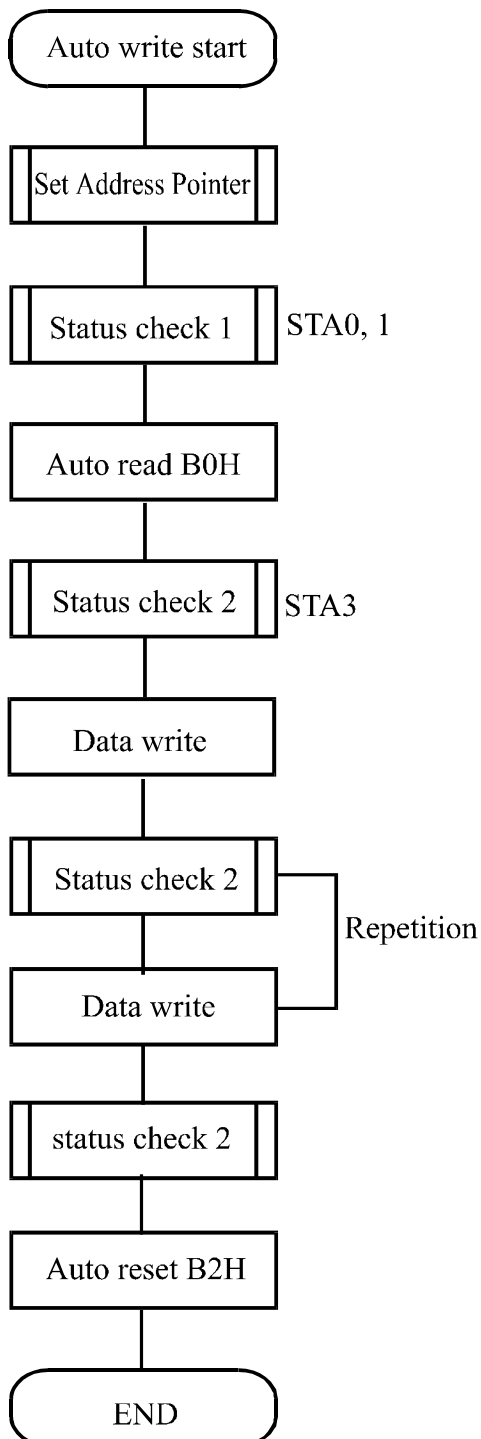 Auto write start
Set Address Pointer
Status check 1
STA0, 1
Auto read B0H
Status check 2
STA3
Data write
Status check 2
Repetition
Data write
status check 2
Auto reset B2H
END